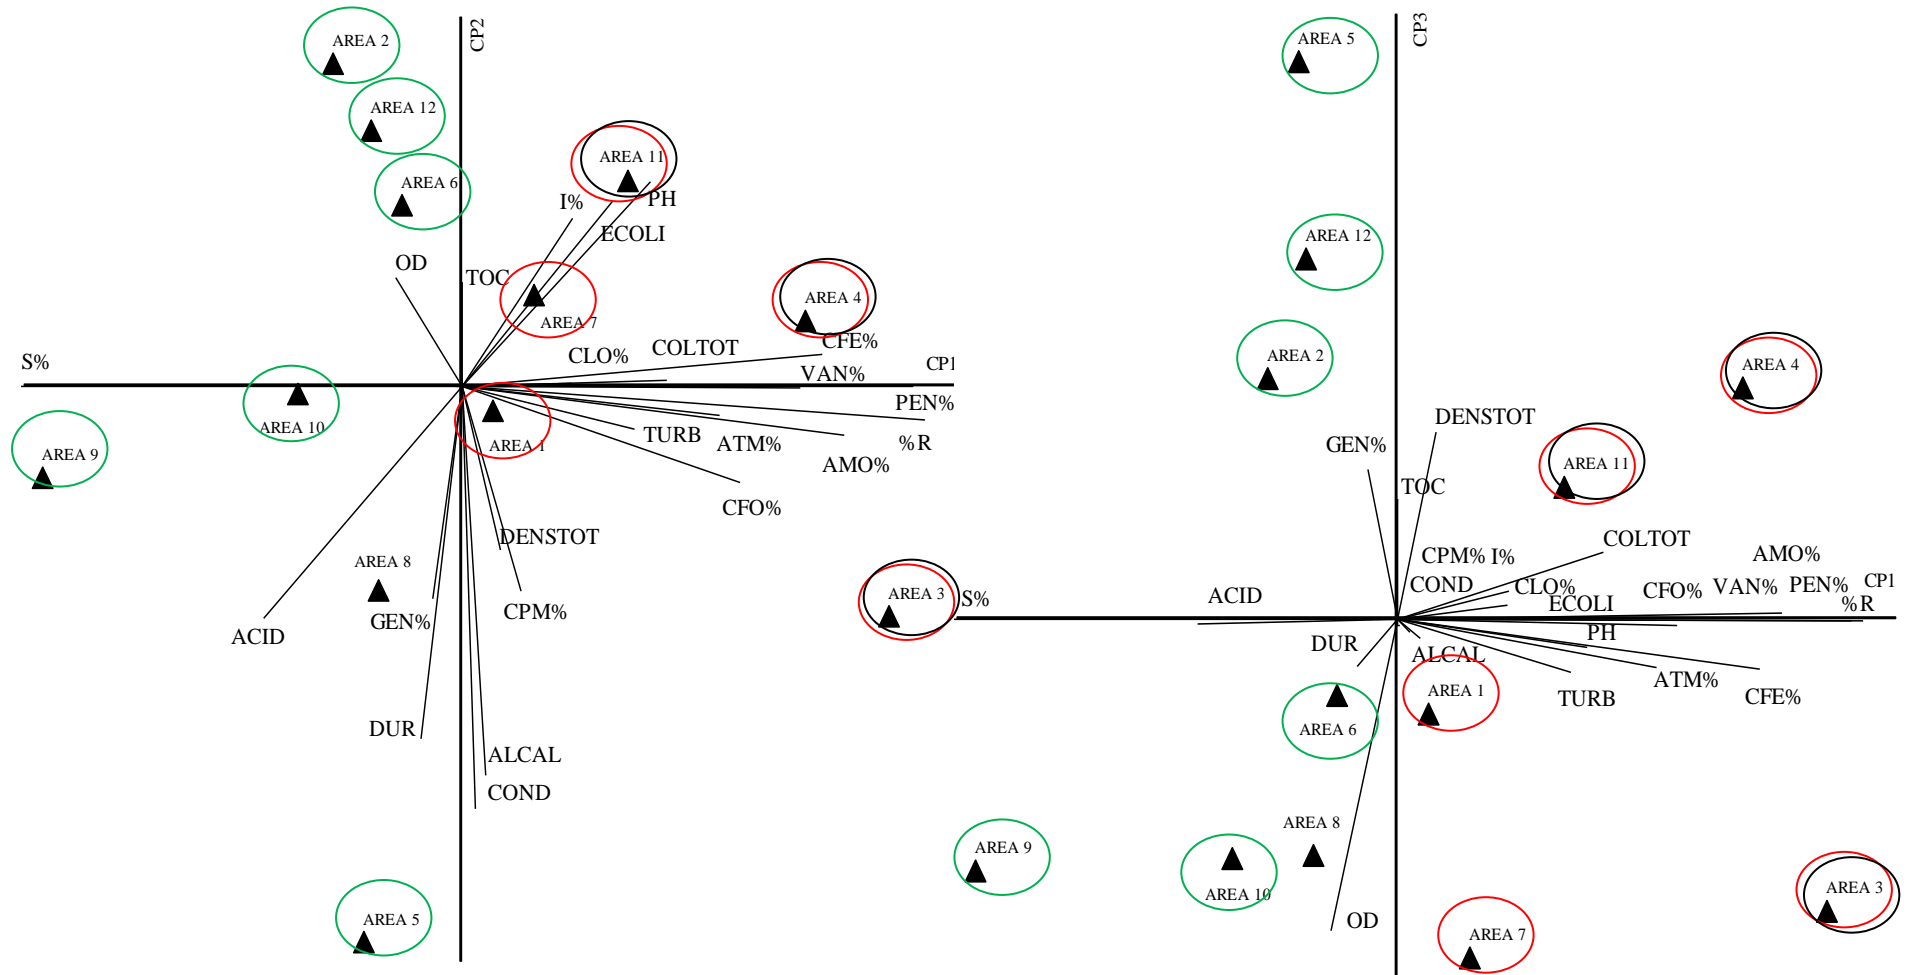 AREA 2
CP2
AREA 12
AREA 11
AREA 6
PH
I%
ECOLI
OD
TOC
AREA 4
AREA 7
CFE%
COLTOT
CLO%
S%
CP1
VAN%
PEN%
AREA 10
TURB
ATM%
%R
AREA 1
AREA 9
AMO%
CFO%
DENSTOT
AREA 8
AREA 3
CPM%
GEN%
ACID
DUR
ALCAL
COND
AREA 5
CP3
AREA 5
AREA 12
AREA 2
AREA 4
DENSTOT
GEN%
AREA 11
TOC
COLTOT
CPM% I%
AMO%
COND
CLO%
CFO%
VAN%
PEN%
CP1
S%
ACID
ECOLI
%R
PH
DUR
ALCAL
ATM%
AREA 1
TURB
CFE%
AREA 6
AREA 8
AREA 9
AREA 10
AREA 3
OD
AREA 7